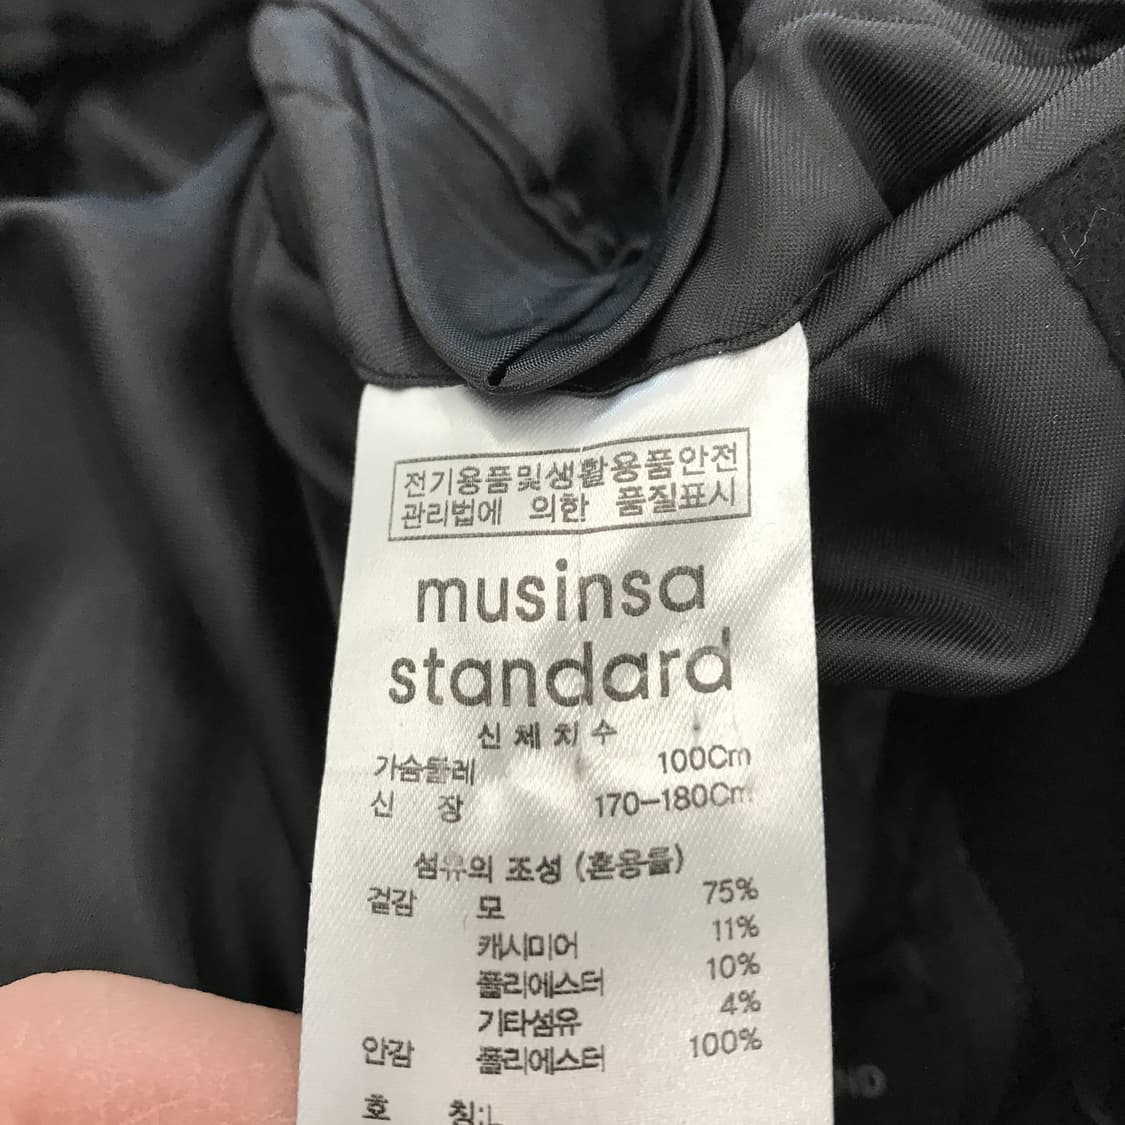 전기용품및생활용품안전
관리법에 의한 품질표시
musinsa
standard
신체치수
가슴둘레 100Cm
신 장 170-180Cm
섬유의 조성 (혼용률)
겉감 모 75%
캐시미어 11%
폴리에스터 10%
기타섬유 4%
안감 폴리에스터 100%
호 칭:L